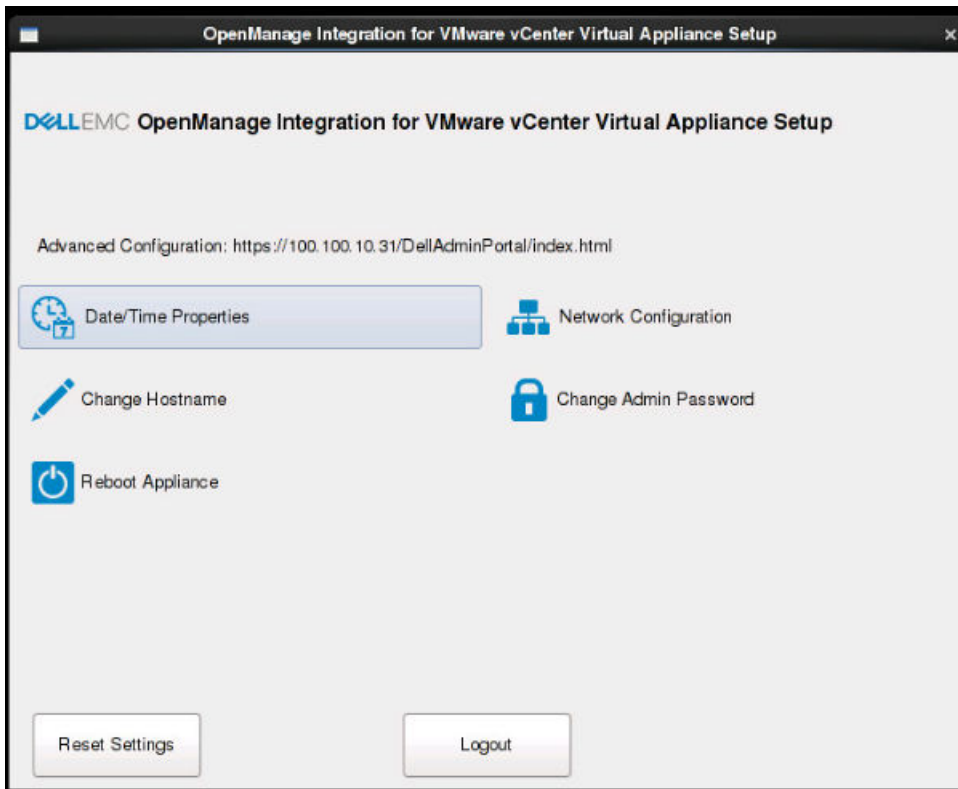 OpenManage Integration for VMware vCenter Virtual Appliance Setup
DELLEMC OpenManage Integration for VMware vCenter Virtual Appliance Setup
Advanced Configuration: https://100.100.10.31/DellAdminPortal/index.html
7 Date/Time Properties
Network Configuration
Change Hostname
Change Admin Password
Reboot Appliance
Reset Settings
Logout